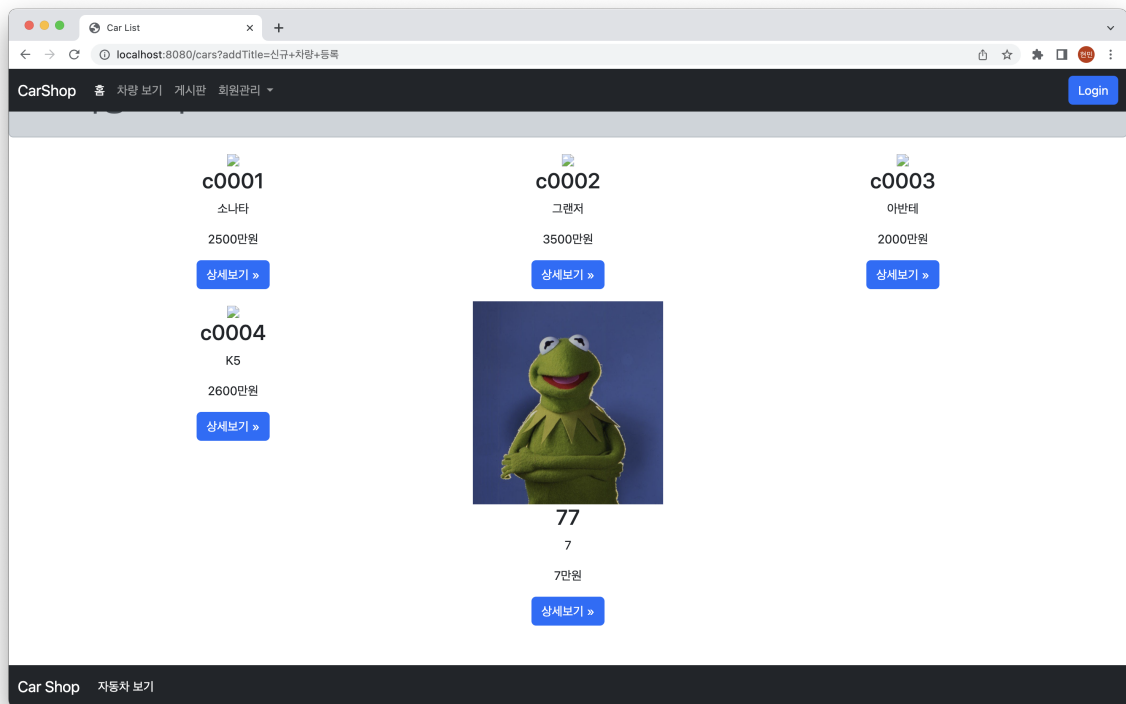 Car List
localhost:8080/cars?addTitle=신규+차량+등록
현민
CarShop 홈 차량 보기 게시판 회원관리 Login
c0001 c0002 c0003
소나타 그랜저 아반테
2500만원 3500만원 2000만원
상세보기 » 상세보기 » 상세보기 »
c0004
K5
2600만원
상세보기 »
77
7
7만원
상세보기 »
Car Shop 자동차 보기